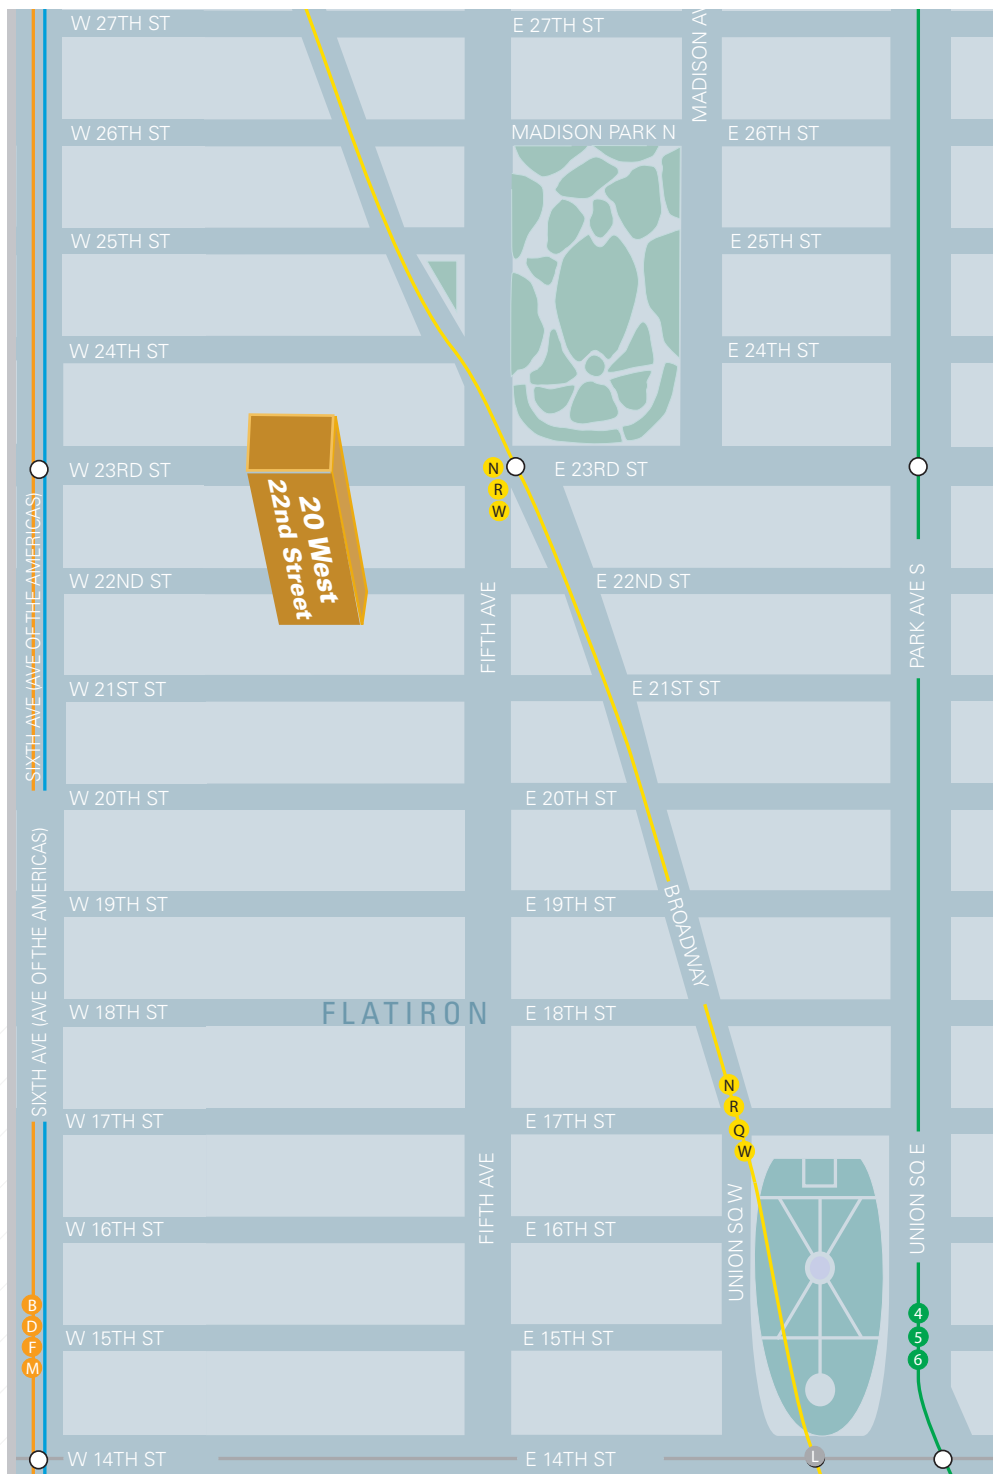 W 27TH ST
E 27TH ST
MADISON AV
W 26TH ST
MADISON PARK N
E 26TH ST
W 25TH ST
E 25TH ST
W 24TH ST
E 24TH ST
W 23RD ST
N
R
W
E 23RD ST
20 West
22nd Street
SIXTH AVE (AVE OF THE AMERICAS)
W 22ND ST
FIFTH AVE
E 22ND ST
PARK AVE S
W 21ST ST
E 21ST ST
W 20TH ST
E 20TH ST
SIXTH AVE (AVE OF THE AMERICAS)
W 19TH ST
E 19TH ST
BROADWAY
W 18TH ST
FLATIRON
E 18TH ST
N
R
Q
W
W 17TH ST
E 17TH ST
FIFTH AVE
UNION SQ W
UNION SQ E
W 16TH ST
E 16TH ST
B
D
F
M
4
5
6
W 15TH ST
E 15TH ST
W 14TH ST
E 14TH ST
L